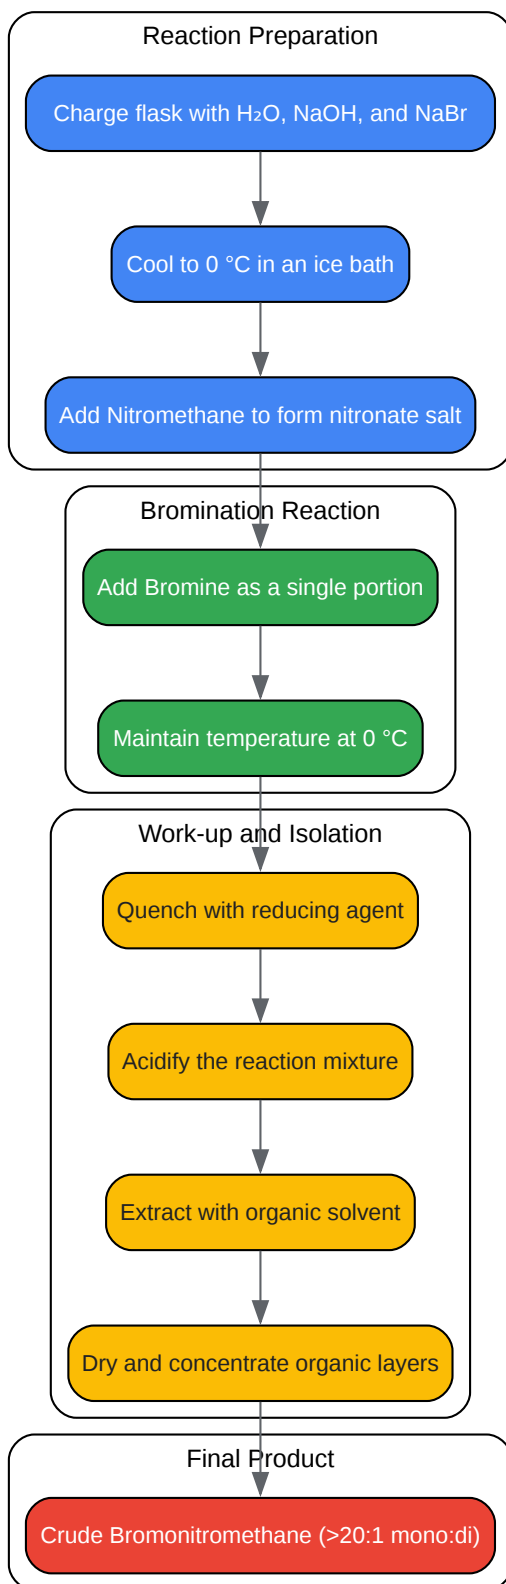 Reaction Preparation
Charge flask with H₂O, NaOH, and NaBr
Cool to 0 °C in an ice bath
Add Nitromethane to form nitronate salt
Bromination Reaction
Add Bromine as a single portion
Maintain temperature at 0 °C
Work-up and Isolation
Quench with reducing agent
Acidify the reaction mixture
Extract with organic solvent
Dry and concentrate organic layers
Final Product
Crude Bromonitromethane (>20:1 mono:di)